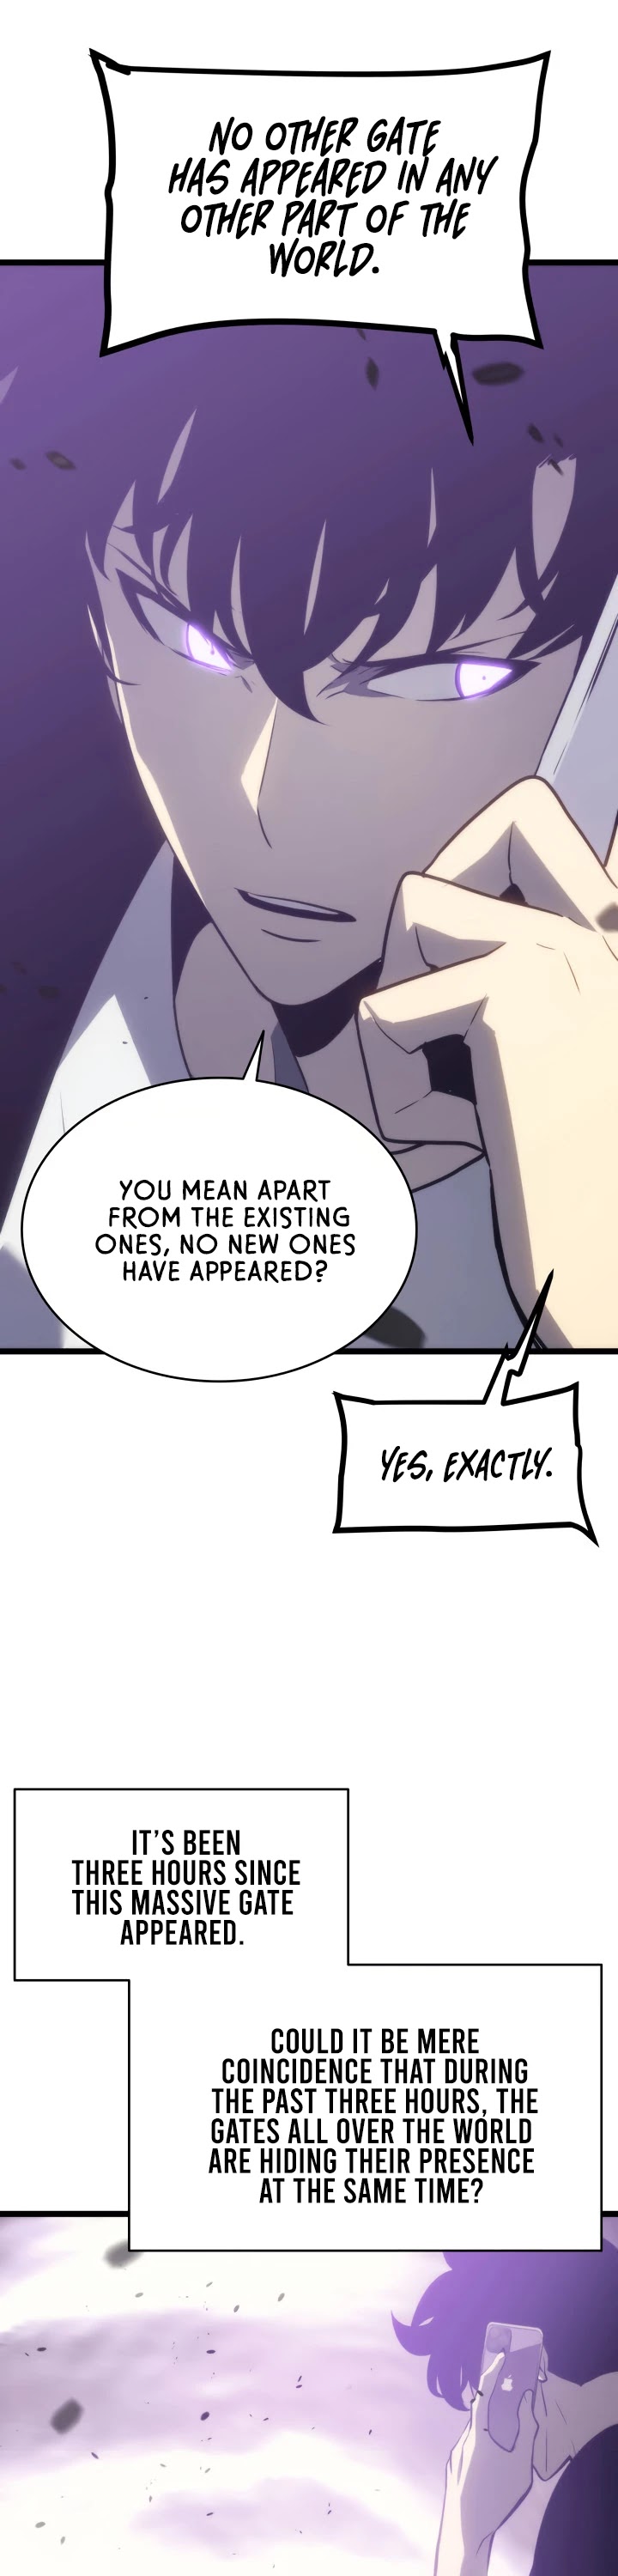 NO OTHER GATE
HAS APPEARED IN ANY
OTHER PART OF THE
WORLD.
YOU MEAN APART
FROM THE EXISTING
ONES, NO NEW ONES
HAVE APPEARED?
YES, EXACTLY.
IT'S BEEN
THREE HOURS SINCE
THIS MASSIVE GATE
APPEARED.
COULD IT BE MERE
COINCIDENCE THAT DURING
THE PAST THREE HOURS, THE
GATES ALL OVER THE WORLD
ARE HIDING THEIR PRESENCE
AT THE SAME TIME?